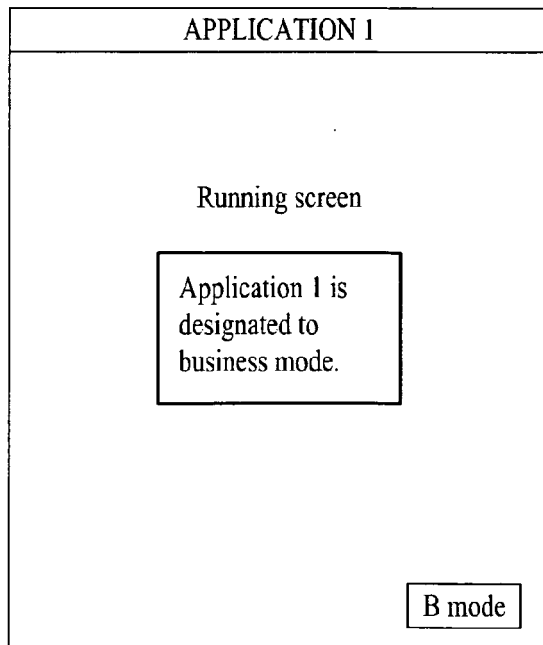 APPLICATION 1
Running screen
Application 1 is
designated to
business mode.
B mode